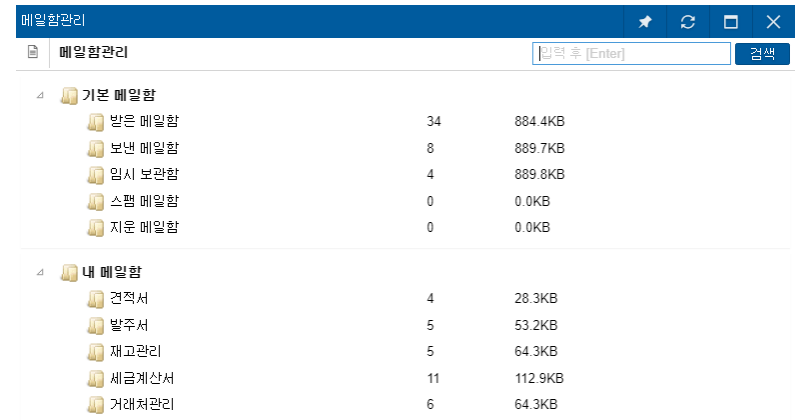 메일함관리
메일함관리 입력 후 [Enter] 검색
기본 메일함
받은 메일함 34 884.4KB
보낸 메일함 8 889.7KB
임시 보관함 4 889.8KB
스팸 메일함 0 0.0KB
지운 메일함 0 0.0KB
내 메일함
견적서 4 28.3KB
발주서 5 53.2KB
재고관리 5 64.3KB
세금계산서 11 112.9KB
거래처관리 6 64.3KB